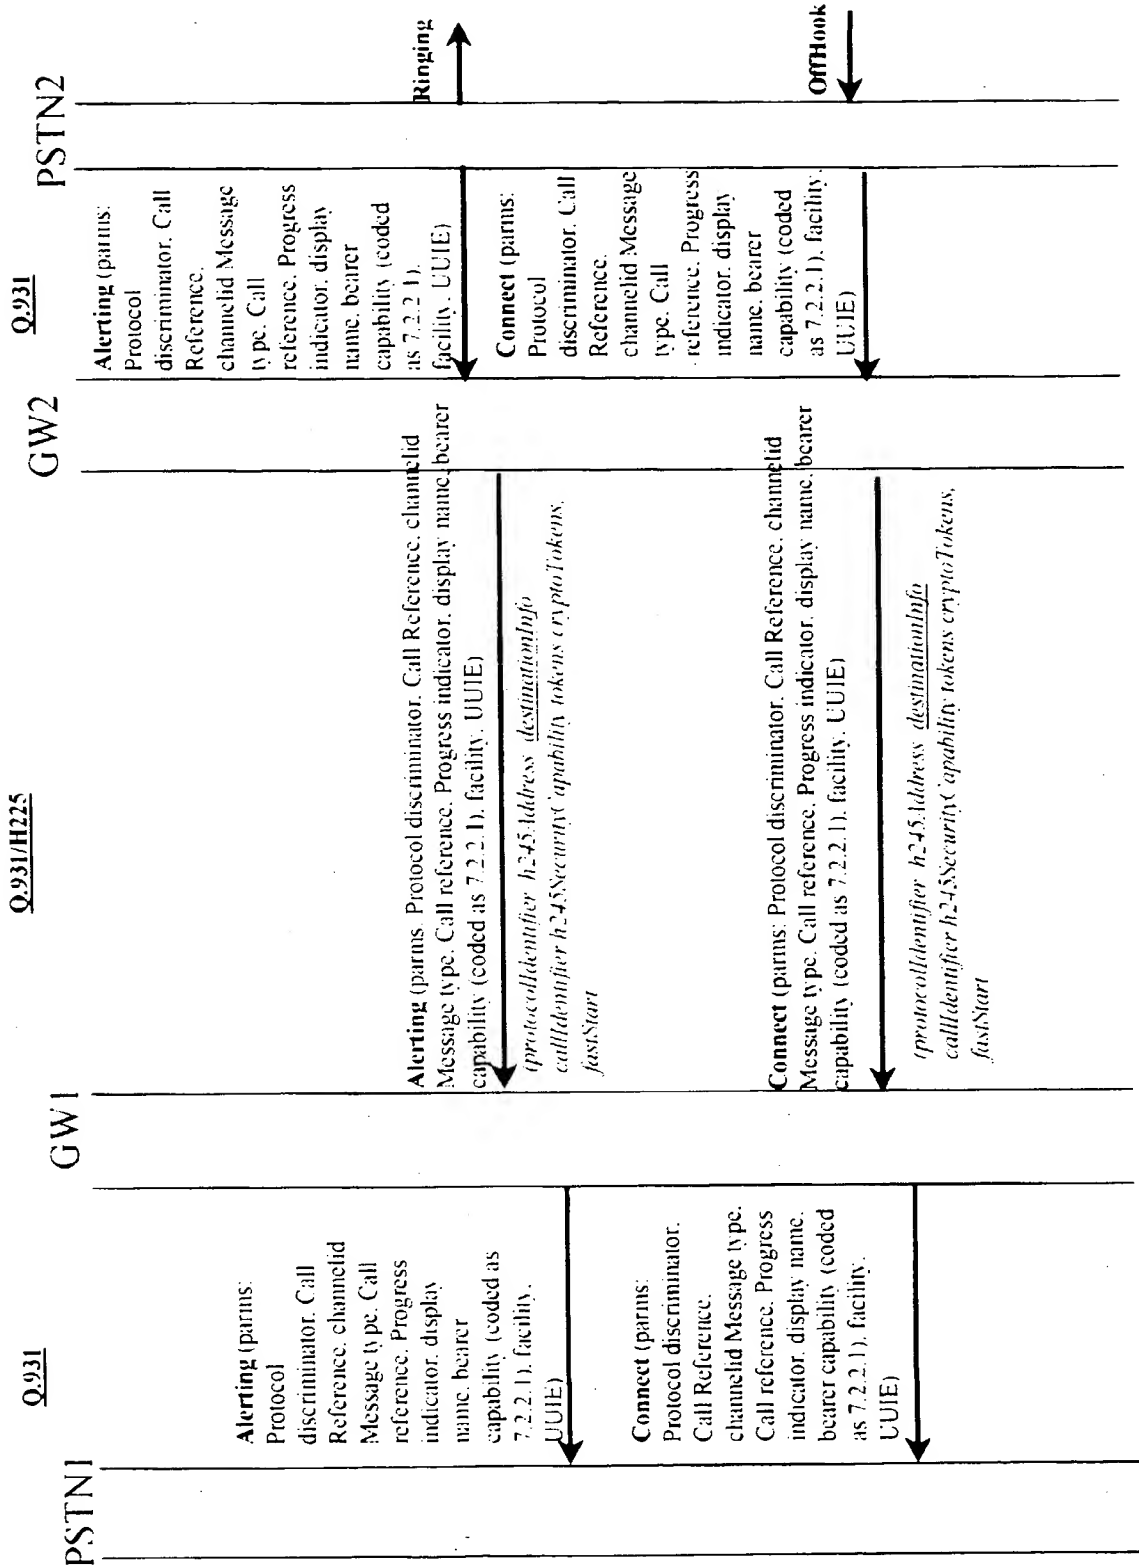 Q.931
Q.931/H225
Q.931
PSTN1
GW1
GW2
PSTN2
Alerting (parms:
Protocol
discriminator. Call
Reference. channelid
Message type. Call
reference. Progress
indicator. display
name. bearer
capability (coded as
7.2.2.1). facility.
UUIE)
Connect (parms:
Protocol discriminator.
Call Reference.
channelid Message type.
Call reference. Progress
indicator. display name.
bearer capability (coded
as 7.2.2.1). facility.
UUIE)
Alerting (parms. Protocol discriminator. Call Reference. channelid
Message type. Call reference. Progress indicator. display name. bearer
capability (coded as 7.2.2.1). facility. UUIE)
(protocolIdentifier h245Address destinationInfo
callIdentifier h245SecurityCapability tokens cryptoTokens.
fastStart
Connect (parms: Protocol discriminator. Call Reference. channelid
Message type. Call reference. Progress indicator. display name. bearer
capability (coded as 7.2.2.1). facility. UUIE)
(protocolIdentifier h245Address destinationInfo
callIdentifier h245SecurityCapability tokens cryptoTokens,
fastStart
Alerting (parms:
Protocol
discriminator. Call
Reference.
channelid Message
type. Call
reference. Progress
indicator. display
name. bearer
capability (coded
as 7.2.2.1).
facility. UUIE)
Connect (parms:
Protocol
discriminator. Call
Reference.
channelid Message
type. Call
reference. Progress
indicator. display
name. bearer
capability (coded
as 7.2.2.1). facility.
UUIE)
Ringing
OffHook